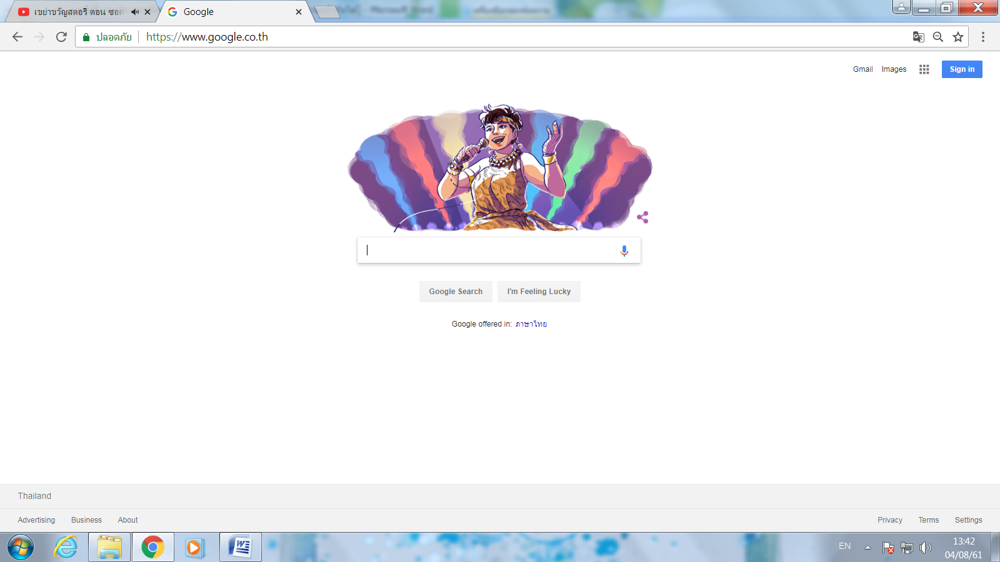 เขย่าขวัญสตอรี่ ตอน ซอด
Google
ปลอดภัย
https://www.google.co.th
Gmail Images Sign in
Google Search I'm Feeling Lucky
Google offered in: ภาษาไทย
Thailand
Advertising Business About Privacy Terms Settings
EN 13:42
04/08/61